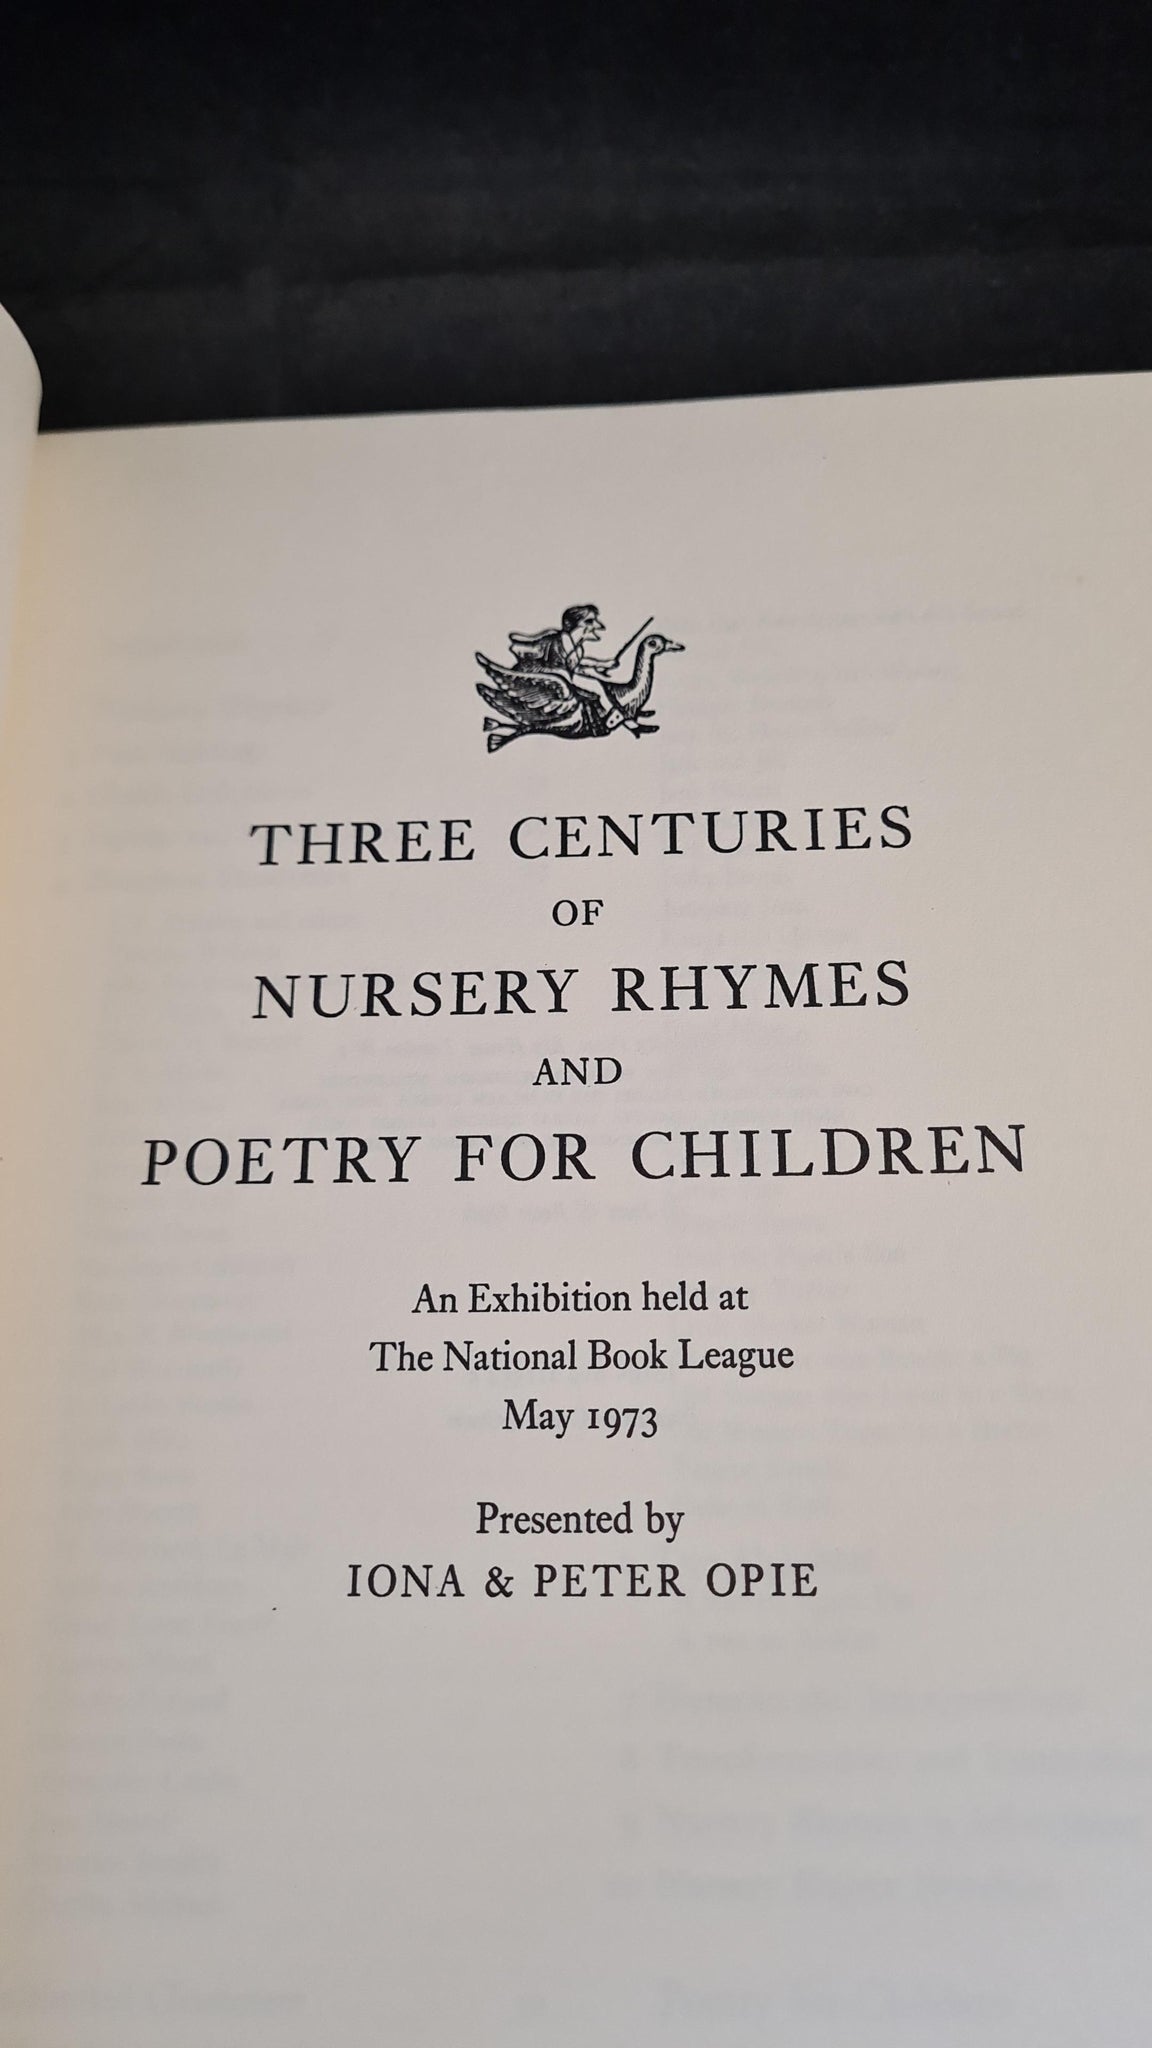 THREE CENTURIES
OF
NURSERY RHYMES
AND
POETRY FOR CHILDREN
An Exhibition held at
The National Book League
May 1973
Presented by
IONA & PETER OPIE